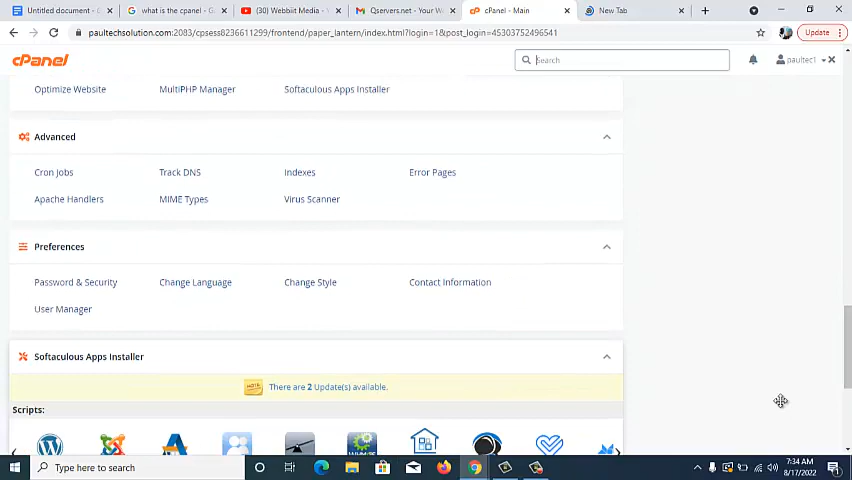 Untitled document -
what is the cpanel - G
(30) Webiit Media - Y
Qservers.net - Your W
cPanel - Main
New Tab
paultechsolution.com:2083/cpsess8236611299/frontend/paper_lantern/index.html?login=1&post_login=45303752496541
Update
cPanel
Search
paultec1
Optimize Website
MultiPHP Manager
Softaculous Apps Installer
Advanced
Cron Jobs
Track DNS
Indexes
Error Pages
Apache Handlers
MIME Types
Virus Scanner
Preferences
Password & Security
Change Language
Change Style
Contact Information
User Manager
Softaculous Apps Installer
NOTE
There are 2 Update(s) available.
Scripts:
Type here to search
7:34 AM
8/17/2022
1